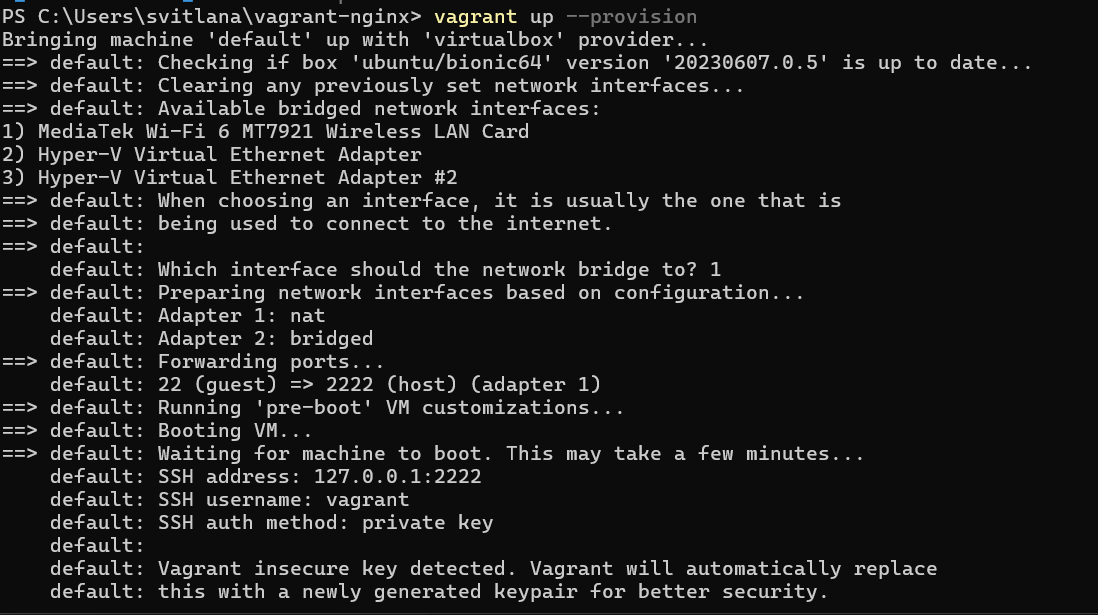 PS C:\Users\svitlana\vagrant-nginx> vagrant up --provision
Bringing machine 'default' up with 'virtualbox' provider...
==> default: Checking if box 'ubuntu/bionic64' version '20230607.0.5' is up to date...
==> default: Clearing any previously set network interfaces...
==> default: Available bridged network interfaces:
1) MediaTek Wi-Fi 6 MT7921 Wireless LAN Card
2) Hyper-V Virtual Ethernet Adapter
3) Hyper-V Virtual Ethernet Adapter #2
==> default: When choosing an interface, it is usually the one that is
==> default: being used to connect to the internet.
==> default:
    default: Which interface should the network bridge to? 1
==> default: Preparing network interfaces based on configuration...
    default: Adapter 1: nat
    default: Adapter 2: bridged
==> default: Forwarding ports...
    default: 22 (guest) => 2222 (host) (adapter 1)
==> default: Running 'pre-boot' VM customizations...
==> default: Booting VM...
==> default: Waiting for machine to boot. This may take a few minutes...
    default: SSH address: 127.0.0.1:2222
    default: SSH username: vagrant
    default: SSH auth method: private key
    default:
    default: Vagrant insecure key detected. Vagrant will automatically replace
    default: this with a newly generated keypair for better security.